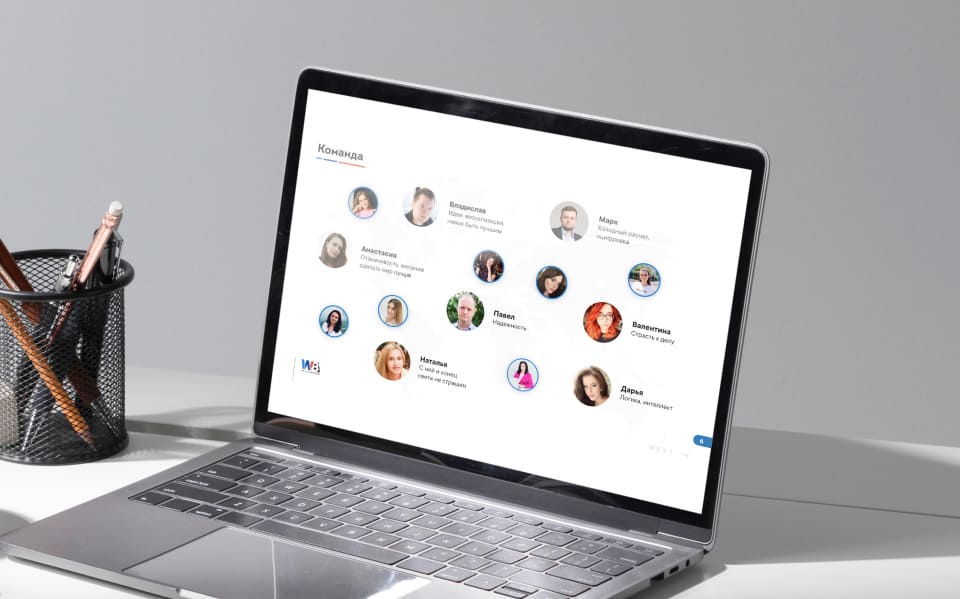 Команда
Владислав
Идеи, визуализация,
навык быть лучшим
Марк
Холодный расчет,
оцифровка
Анастасия
Отзывчивость, желание
сделать мир лучше
Павел
Надежность
Валентина
Страсть к делу
Наталья
С ней и конец
света не страшен
Дарья
Логика, интеллект
6